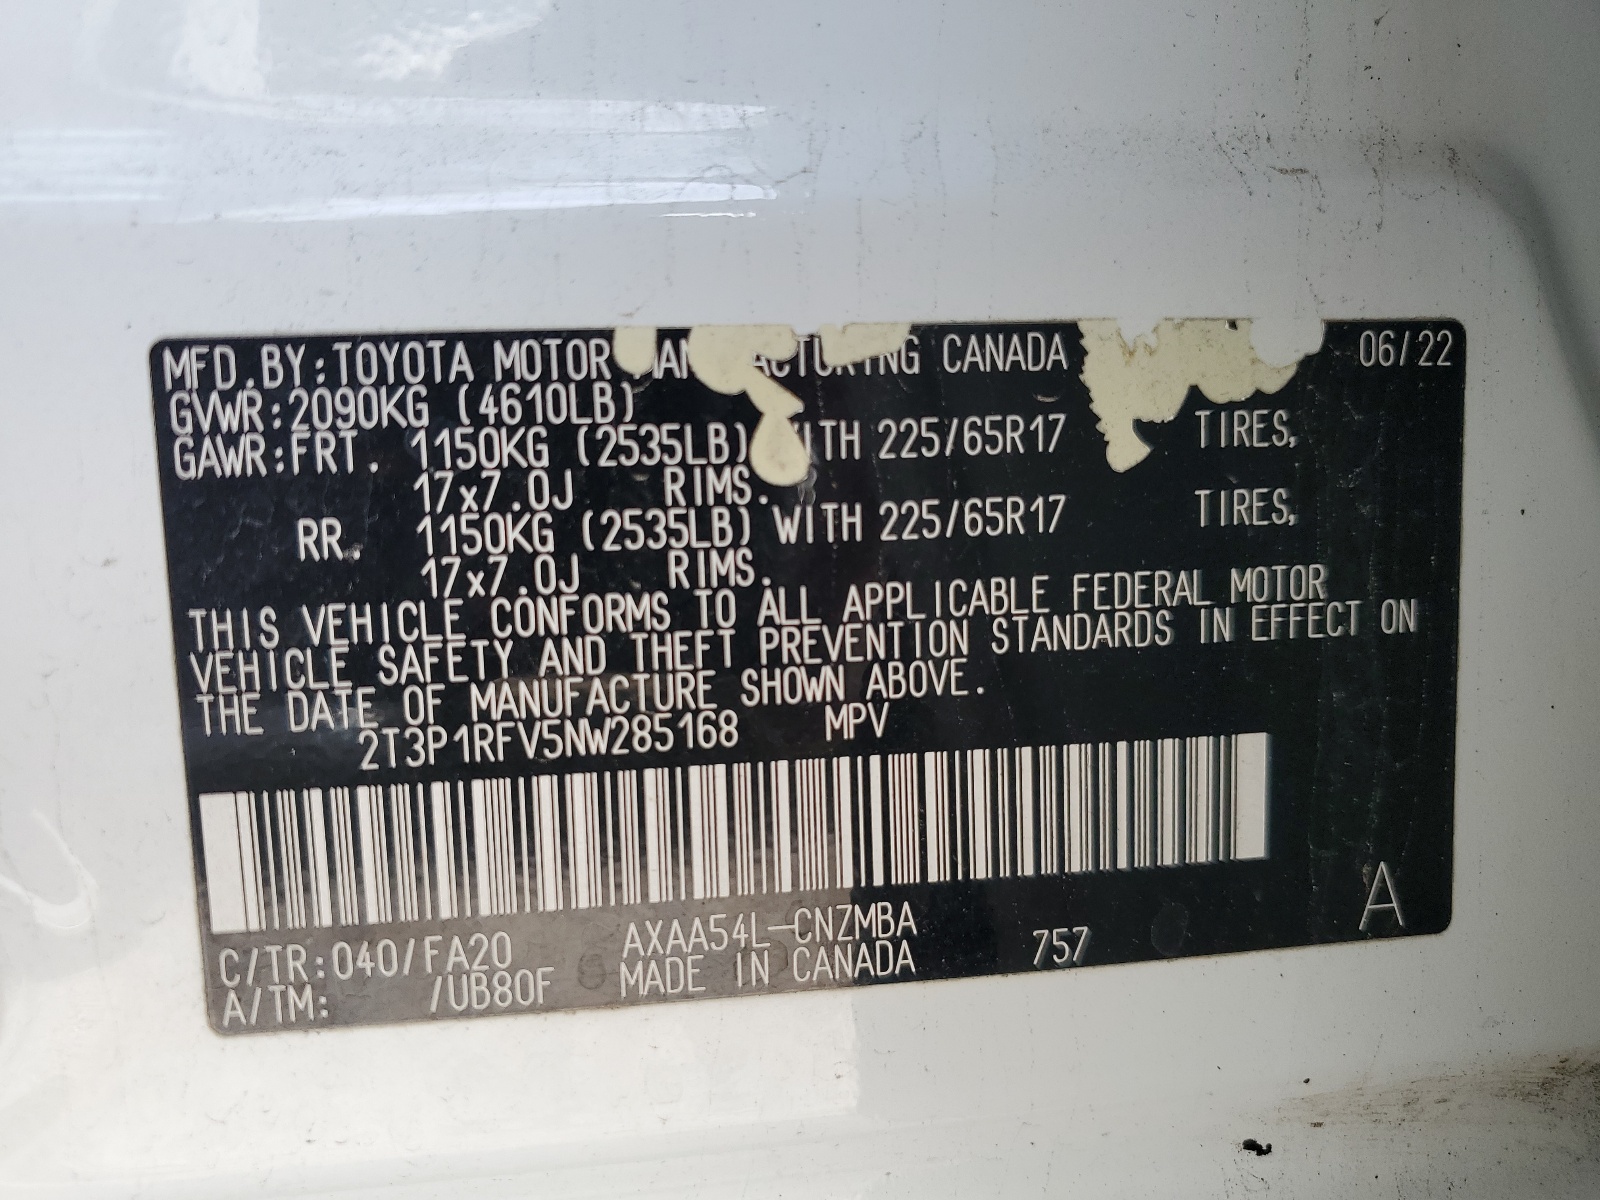 MFD.BY:TOYOTA MOTOR CANADA 06/22
GVWR:2090KG (4610LB)
GAWR:FRT. 1150KG (2535LB) WITH 225/65R17 TIRES,
17x7.0J RIMS.
RR. 1150KG (2535LB) WITH 225/65R17 TIRES,
17x7.0J RIMS.
THIS VEHICLE CONFORMS TO ALL APPLICABLE FEDERAL MOTOR
VEHICLE SAFETY AND THEFT PREVENTION STANDARDS IN EFFECT ON
THE DATE OF MANUFACTURE SHOWN ABOVE.
2T3P1RFV5NW285168 MPV
A
C/TR:040/FA20 AXAA54L-CNZMBA
A/TM: /UB80F MADE IN CANADA 757